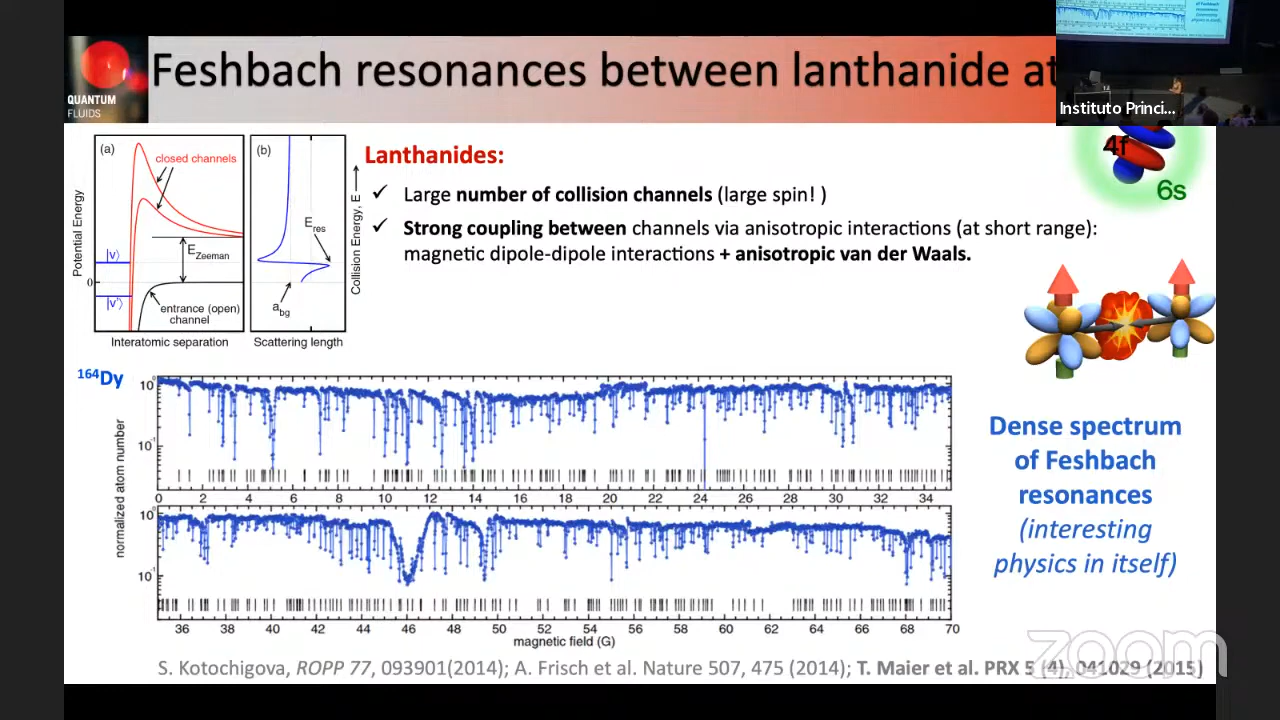 Feshbach resonances between lanthanide at
QUANTUM
FLUIDS
Instituto Princi...
(a)
closed channels
Potential Energy
|v⟩
E_Zeeman
0
|v'⟩
entrance (open)
channel
Interatomic separation
(b)
E_res
a_bg
Collision Energy, E
Scattering length
Lanthanides:
✓ Large number of collision channels (large spin! )
✓ Strong coupling between channels via anisotropic interactions (at short range):
magnetic dipole-dipole interactions + anisotropic van der Waals.
4f
6s
¹⁶⁴Dy
normalized atom number
10⁰
10⁻¹
0 2 4 6 8 10 12 14 16 18 20 22 24 26 28 30 32 34
10⁰
10⁻¹
36 38 40 42 44 46 48 50 52 54 56 58 60 62 64 66 68 70
magnetic field (G)
Dense spectrum
of Feshbach
resonances
(interesting
physics in itself)
S. Kotochigova, ROPP 77, 093901(2014); A. Frisch et al. Nature 507, 475 (2014); T. Maier et al. PRX 5 (4), 041029 (2015)
zoom